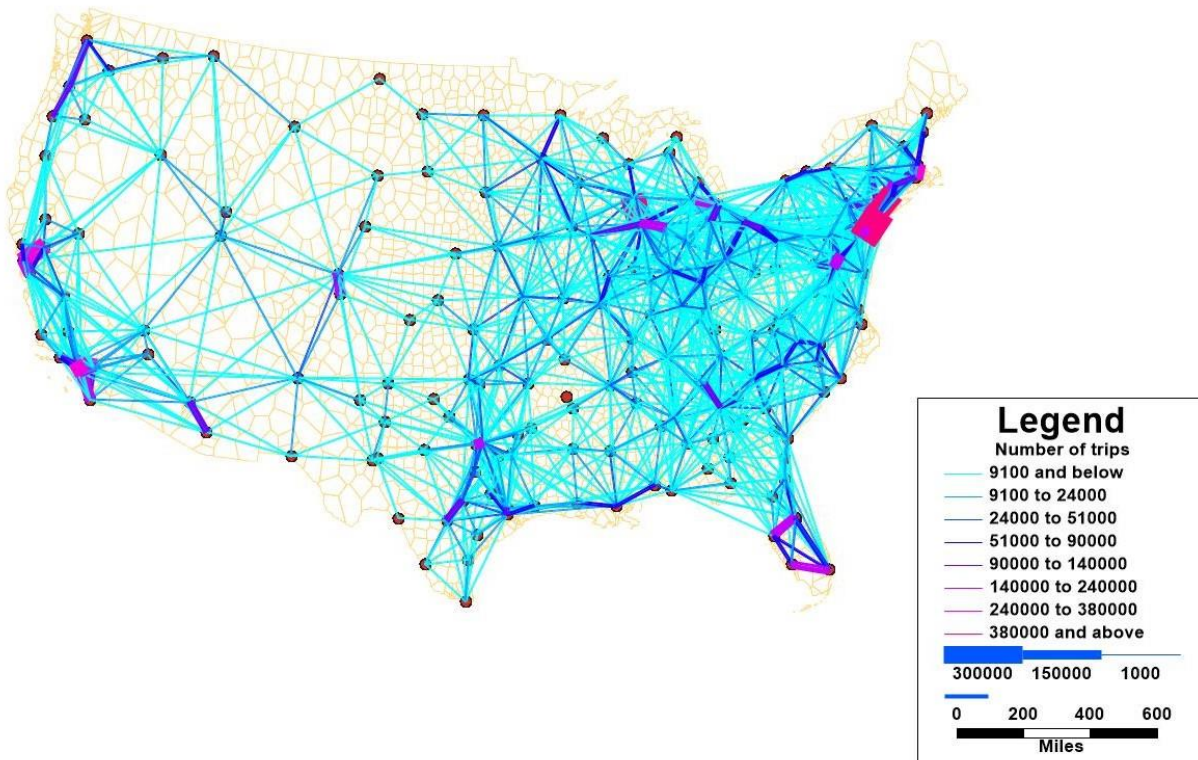 Legend
Number of trips
9100 and below
9100 to 24000
24000 to 51000
51000 to 90000
90000 to 140000
140000 to 240000
240000 to 380000
380000 and above
300000 150000 1000
0 200 400 600
Miles